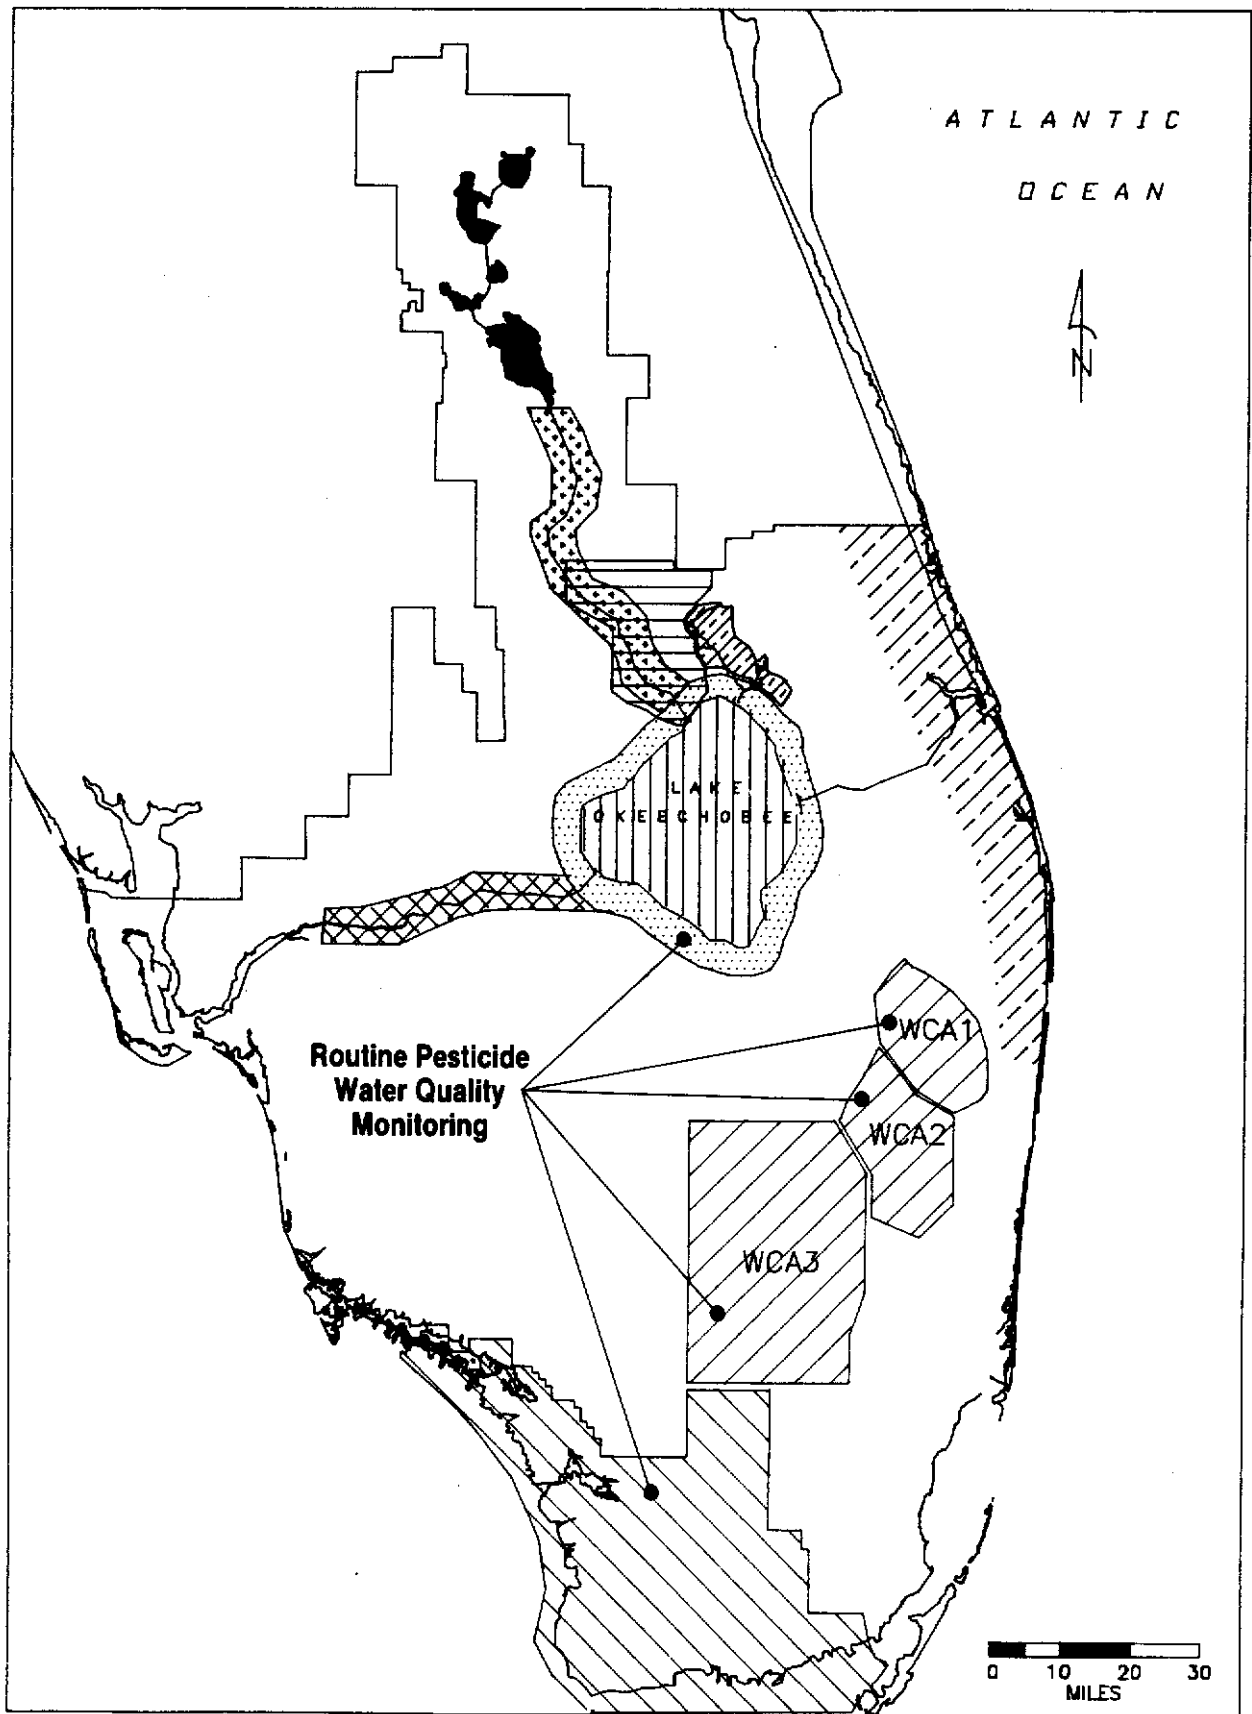 ATLANTIC
OCEAN
N
LAKE
OKEECHOBEE
Routine Pesticide
Water Quality
Monitoring
WCA1
WCA2
WCA3
0 10 20 30
MILES